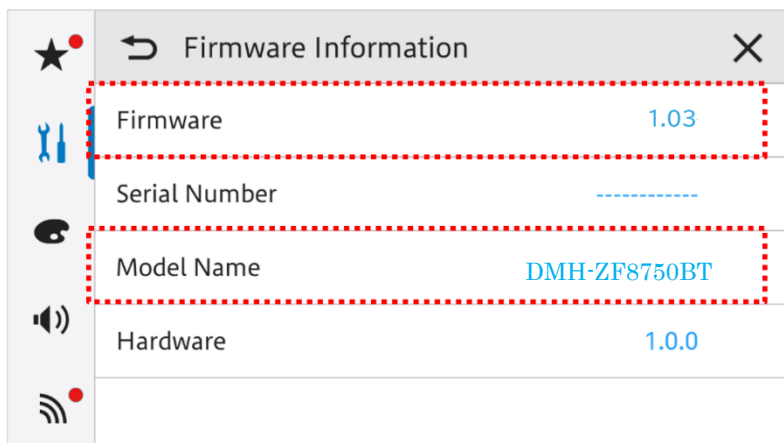 Firmware Information
Firmware 1.03
Serial Number ------------
Model Name DMH-ZF8750BT
Hardware 1.0.0